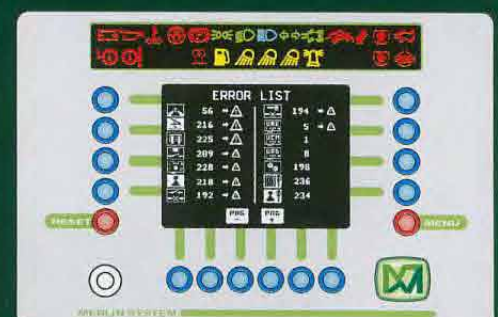 ERROR LIST
56 194
216 5
225 1
209 8
228 198
218 236
192 234
PAG - PAG +
RESET MENU
MERLIN SYSTEM